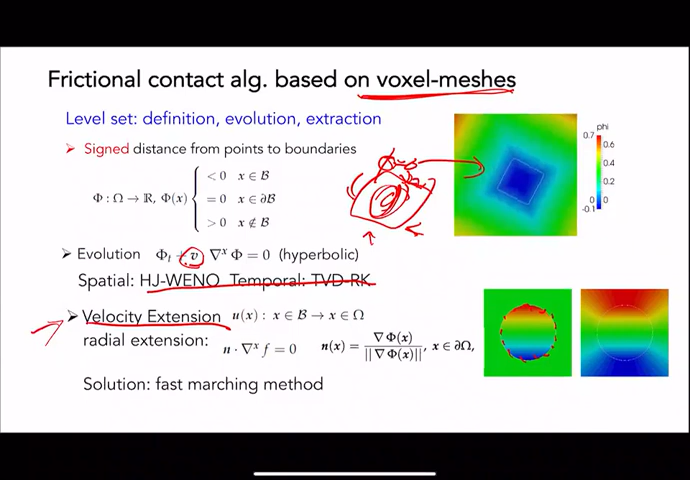 Frictional contact alg. based on voxel-meshes
Level set: definition, evolution, extraction
Signed distance from points to boundaries
Φ : Ω → ℝ, Φ(x) { < 0 x ∈ 𝓑
= 0 x ∈ ∂𝓑
> 0 x ∉ 𝓑
Evolution Φₜ + v ∇ˣ Φ = 0 (hyperbolic)
Spatial: HJ-WENO Temporal: TVD-RK
Velocity Extension u(x) : x ∈ 𝓑 → x ∈ Ω
radial extension: n · ∇ˣ f = 0 n(x) = ∇Φ(x) / ||∇Φ(x)||, x ∈ ∂Ω,
Solution: fast marching method
phi
0.7
0.6
0.4
0.2
0
0
-0.1